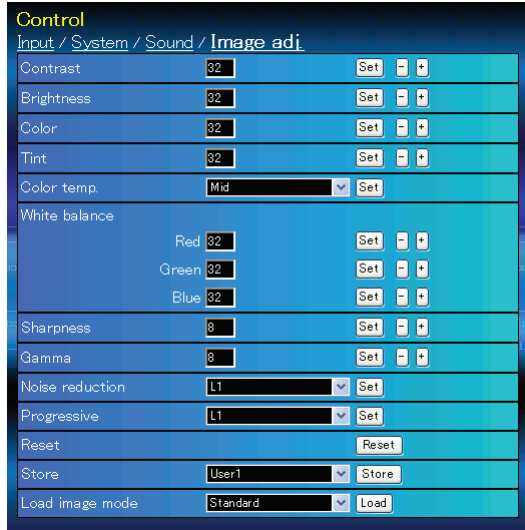 Control
Input / System / Sound / Image adj.
Contrast 32 Set - +
Brightness 32 Set - +
Color 32 Set - +
Tint 32 Set - +
Color temp. Mid Set
White balance
Red 32 Set - +
Green 32 Set - +
Blue 32 Set - +
Sharpness 8 Set - +
Gamma 8 Set - +
Noise reduction L1 Set
Progressive L1 Set
Reset Reset
Store User1 Store
Load image mode Standard Load